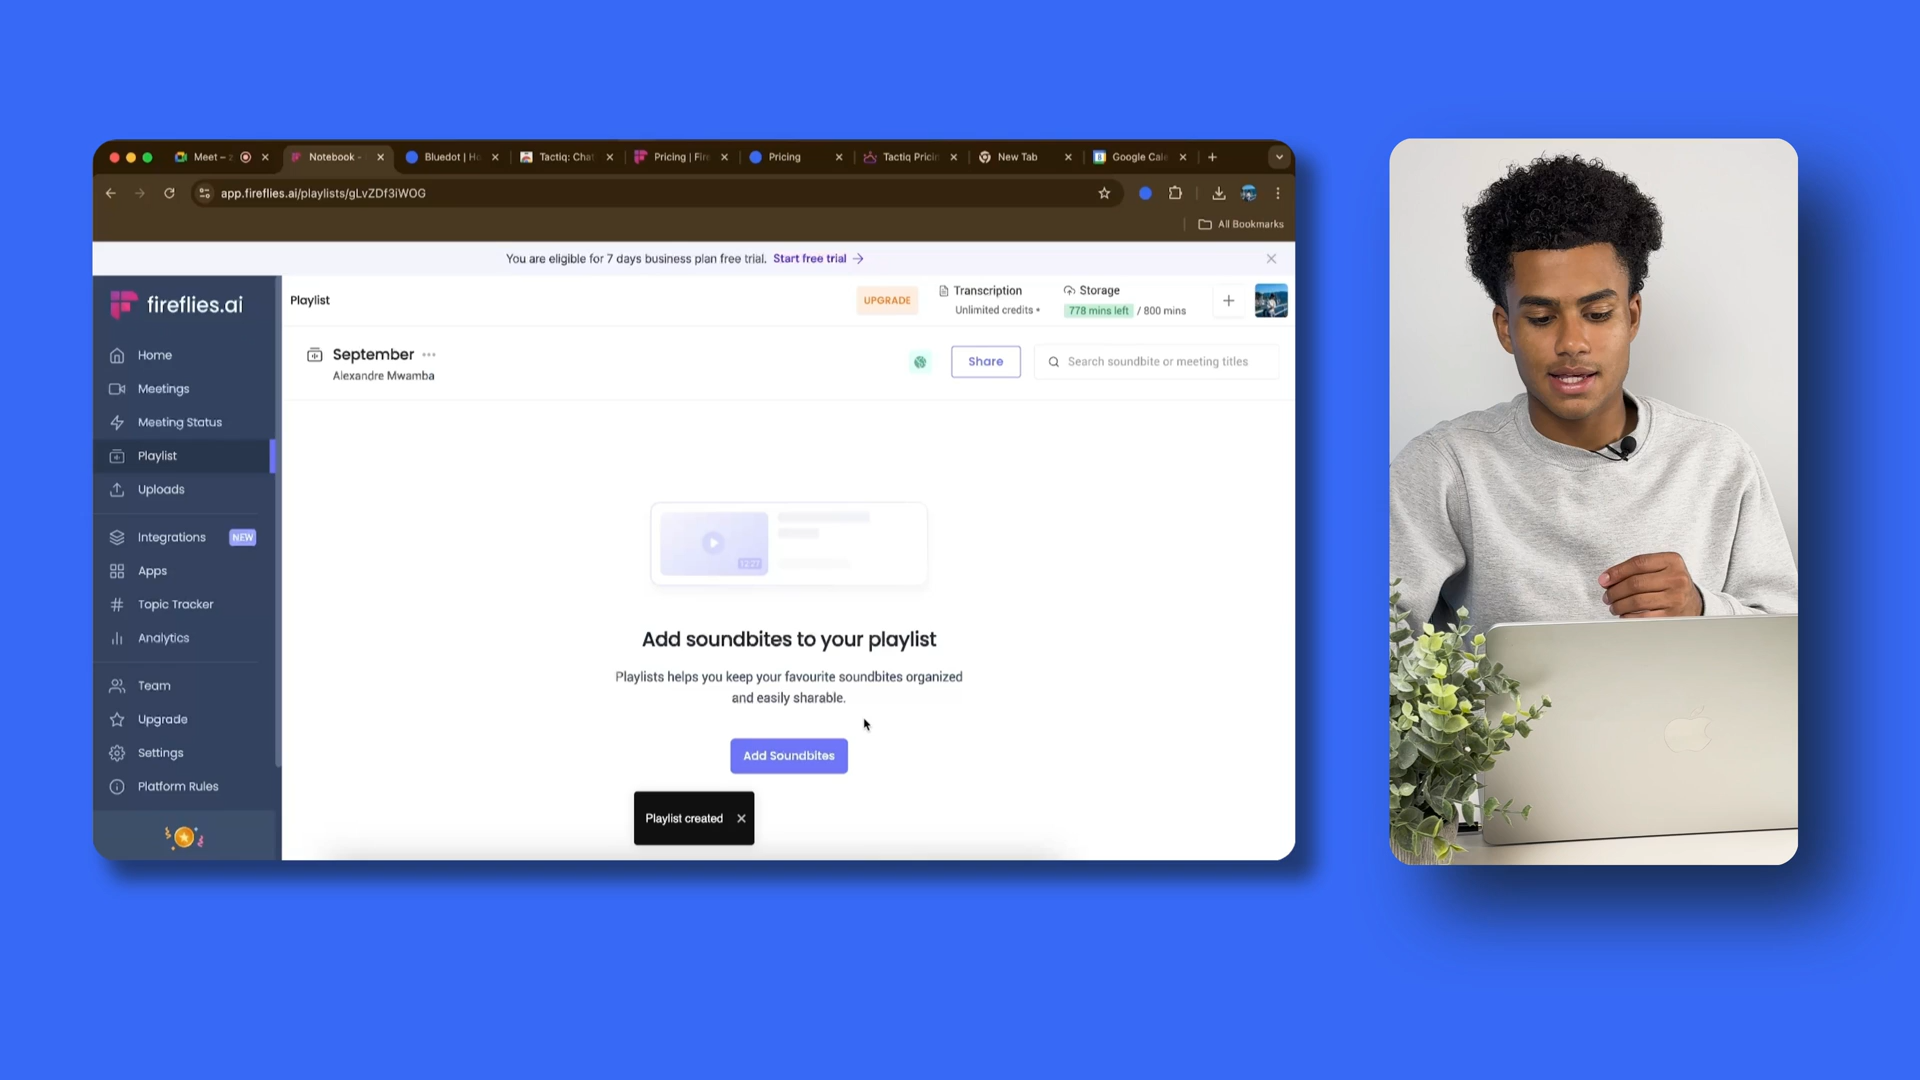 Meet – z
Notebook -
Bluedot | Ho
Tactiq: Chat
Pricing | Fire
Pricing
Tactiq Pricin
New Tab
Google Cale
app.fireflies.ai/playlists/gLvZDf3iWOG
All Bookmarks
You are eligible for 7 days business plan free trial. Start free trial →
fireflies.ai
Home
Meetings
Meeting Status
Playlist
Uploads
Integrations NEW
Apps
Topic Tracker
Analytics
Team
Upgrade
Settings
Platform Rules
Playlist
UPGRADE
Transcription
Unlimited credits •
Storage
778 mins left / 800 mins
September
Alexandre Mwamba
Share
Search soundbite or meeting titles
12:27
Add soundbites to your playlist
Playlists helps you keep your favourite soundbites organized
and easily sharable.
Add Soundbites
Playlist created